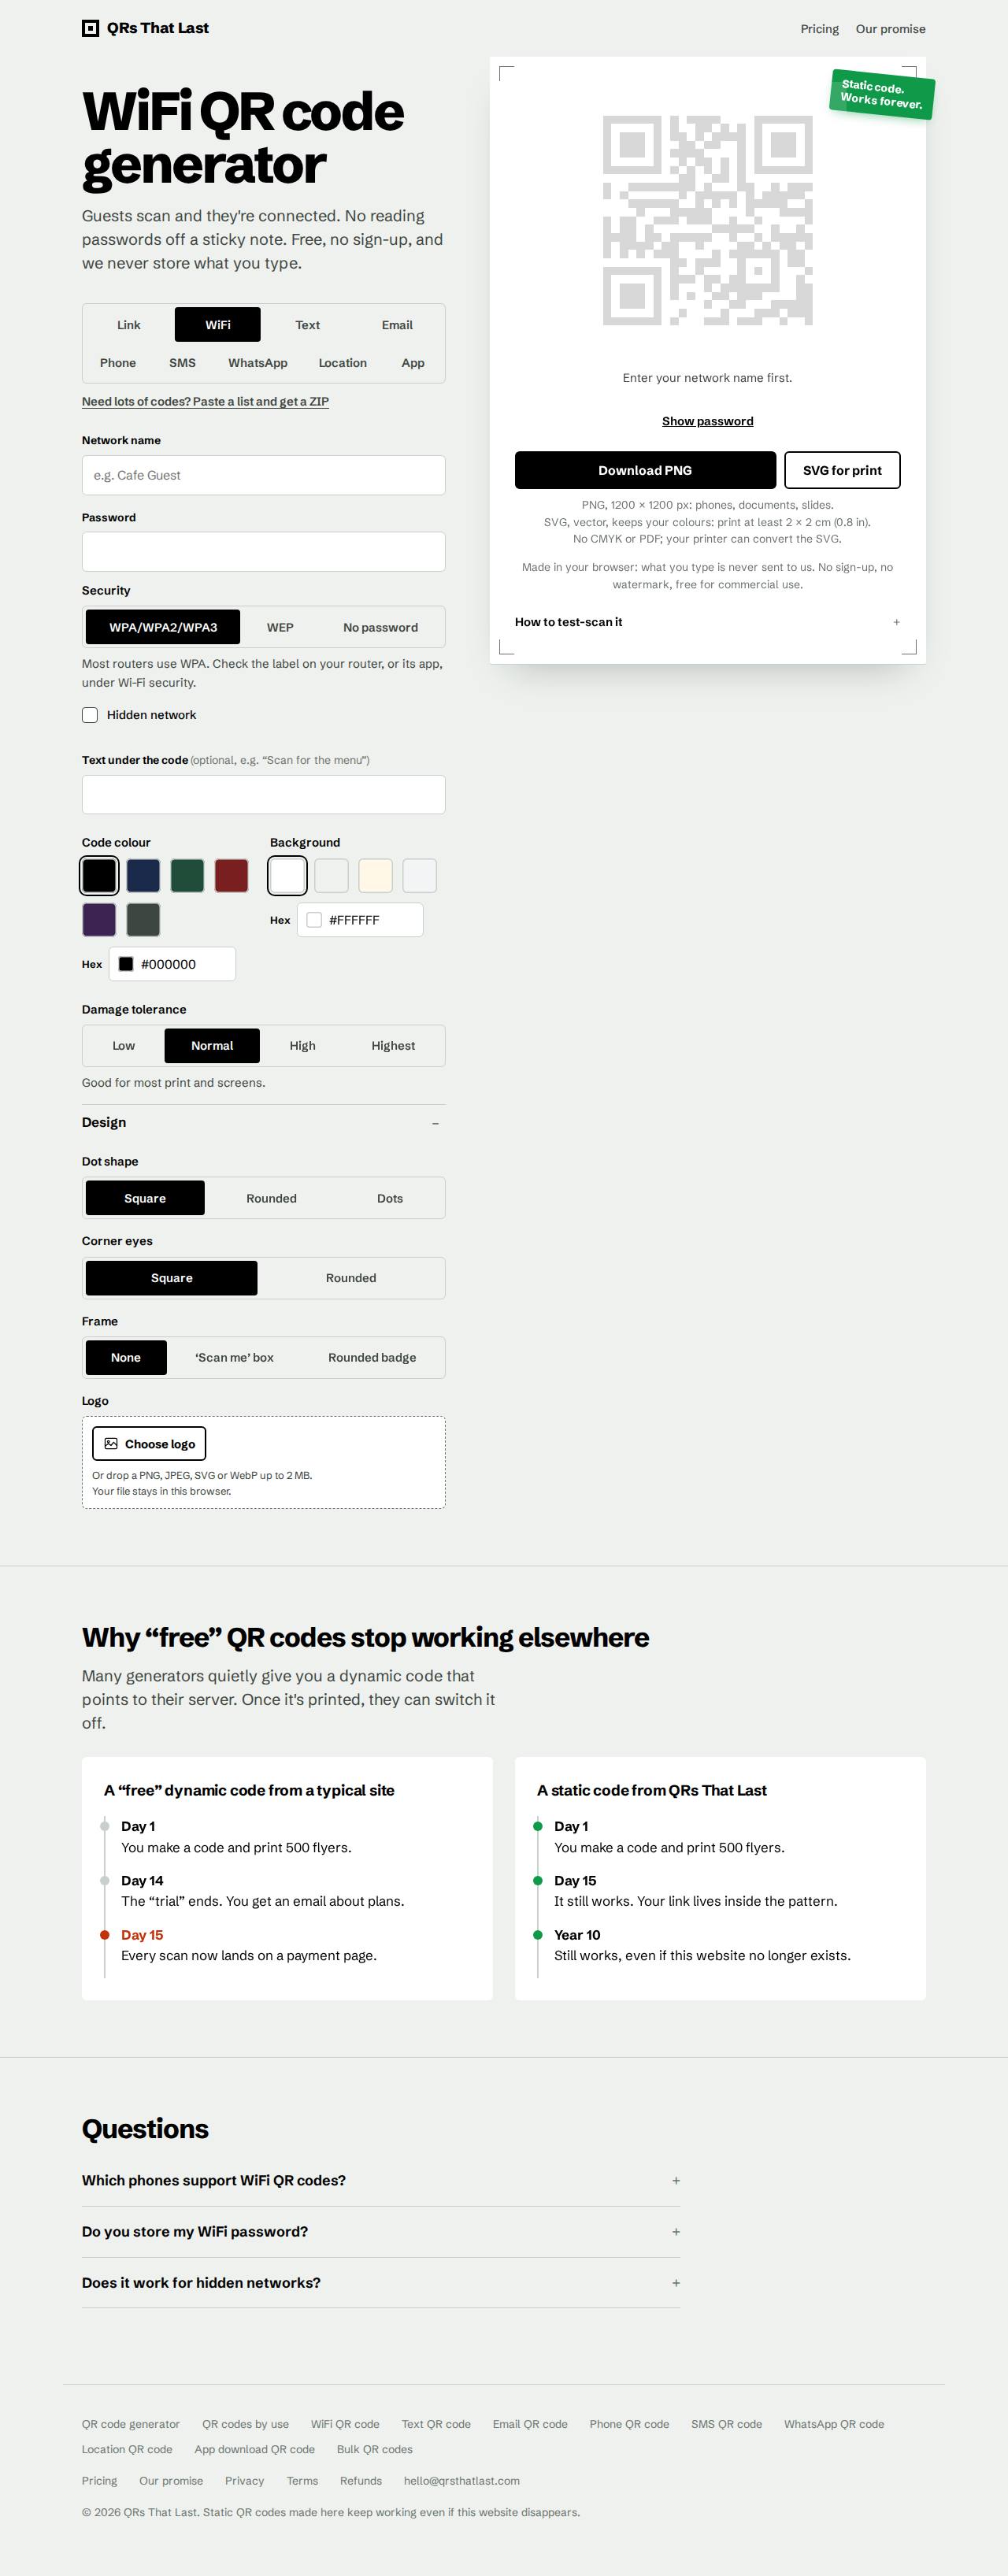 QRs That Last
Pricing
Our promise
WiFi QR code
generator
Guests scan and they're connected. No reading
passwords off a sticky note. Free, no sign-up, and
we never store what you type.
Link
WiFi
Text
Email
Phone
SMS
WhatsApp
Location
App
Need lots of codes? Paste a list and get a ZIP
Network name
e.g. Cafe Guest
Password
Security
WPA/WPA2/WPA3
WEP
No password
Most routers use WPA. Check the label on your router, or its app,
under Wi-Fi security.
Hidden network
Text under the code (optional, e.g. “Scan for the menu”)
Code colour
Hex
#000000
Background
Hex
#FFFFFF
Damage tolerance
Low
Normal
High
Highest
Good for most print and screens.
Design
–
Dot shape
Square
Rounded
Dots
Corner eyes
Square
Rounded
Frame
None
‘Scan me’ box
Rounded badge
Logo
Choose logo
Or drop a PNG, JPEG, SVG or WebP up to 2 MB.
Your file stays in this browser.
Static code.
Works forever.
Enter your network name first.
Show password
Download PNG
SVG for print
PNG, 1200 × 1200 px: phones, documents, slides.
SVG, vector, keeps your colours: print at least 2 × 2 cm (0.8 in).
No CMYK or PDF; your printer can convert the SVG.
Made in your browser: what you type is never sent to us. No sign-up, no
watermark, free for commercial use.
How to test-scan it
+
Why “free” QR codes stop working elsewhere
Many generators quietly give you a dynamic code that
points to their server. Once it's printed, they can switch it
off.
A “free” dynamic code from a typical site
Day 1
You make a code and print 500 flyers.
Day 14
The “trial” ends. You get an email about plans.
Day 15
Every scan now lands on a payment page.
A static code from QRs That Last
Day 1
You make a code and print 500 flyers.
Day 15
It still works. Your link lives inside the pattern.
Year 10
Still works, even if this website no longer exists.
Questions
Which phones support WiFi QR codes?
+
Do you store my WiFi password?
+
Does it work for hidden networks?
+
QR code generator
QR codes by use
WiFi QR code
Text QR code
Email QR code
Phone QR code
SMS QR code
WhatsApp QR code
Location QR code
App download QR code
Bulk QR codes
Pricing
Our promise
Privacy
Terms
Refunds
hello@qrsthatlast.com
© 2026 QRs That Last. Static QR codes made here keep working even if this website disappears.